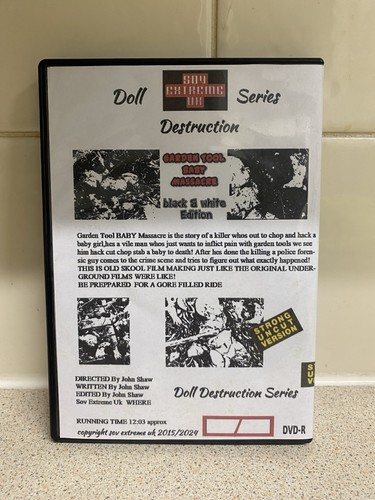 Doll SOV EXTREME UK Series
Destruction
GARDEN TOOL
BABY
MASSACRE
black & white
Edition
Garden Tool BABY Massacre is the story of a killer whos out to chop and hack a
baby girl,hes a vile man whos just wants to inflict pain with garden tools we see
him hack cut chop stab a baby to death! After has done the killing a police foren-
sic guy comes to the crime scene and tries to figure out what exactly happened!
THIS IS OLD SKOOL FILM MAKING JUST LIKE THE ORIGINAL UNDER-
GROUND FILMS WERE LIKE!
BE PREPPARED FOR A GORE FILLED RIDE
STRONG
UNCUT
VERSION
DIRECTED By John Shaw
WRITTEN By John Shaw
EDITED By John Shaw
Sov Extreme Uk WHERE
Doll Destruction Series
RUNNING TIME 12:03 approx
copyright sov extreme uk 2015/2024
DVD-R